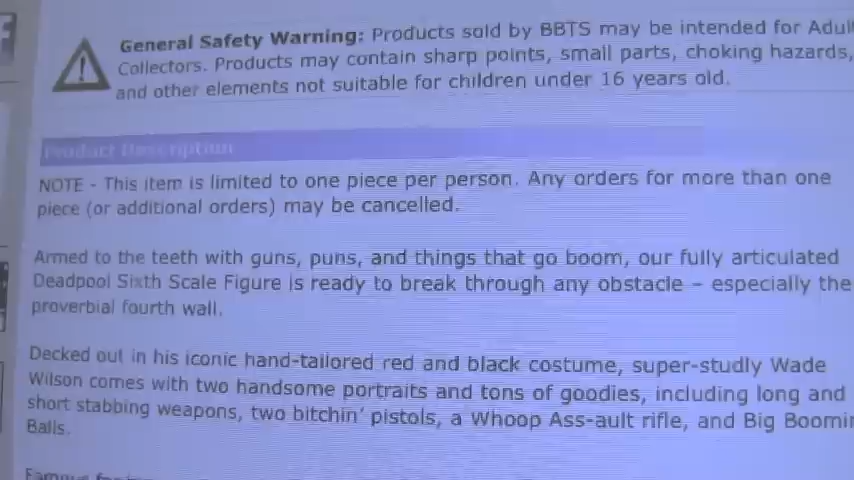 General Safety Warning: Products sold by BBTS may be intended for Adul
Collectors. Products may contain sharp points, small parts, choking hazards,
and other elements not suitable for children under 16 years old.
Product Description
NOTE - This item is limited to one piece per person. Any orders for more than one
piece (or additional orders) may be cancelled.
Armed to the teeth with guns, puns, and things that go boom, our fully articulated
Deadpool Sixth Scale Figure is ready to break through any obstacle – especially the
proverbial fourth wall.
Decked out in his iconic hand-tailored red and black costume, super-studly Wade
Wilson comes with two handsome portraits and tons of goodies, including long and
short stabbing weapons, two bitchin' pistols, a Whoop Ass-ault rifle, and Big Boomin
Balls.